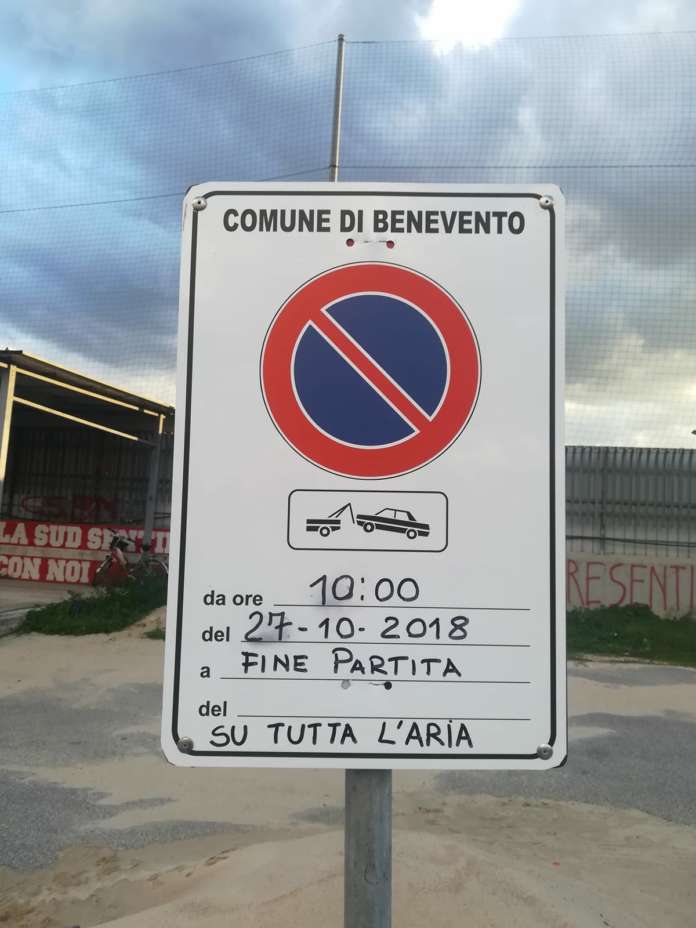 COMUNE DI BENEVENTO
da ore 10:00
del 27-10-2018
a FINE PARTITA
del
SU TUTTA L'ARIA
LA SUD
CON NOI
RESENTI